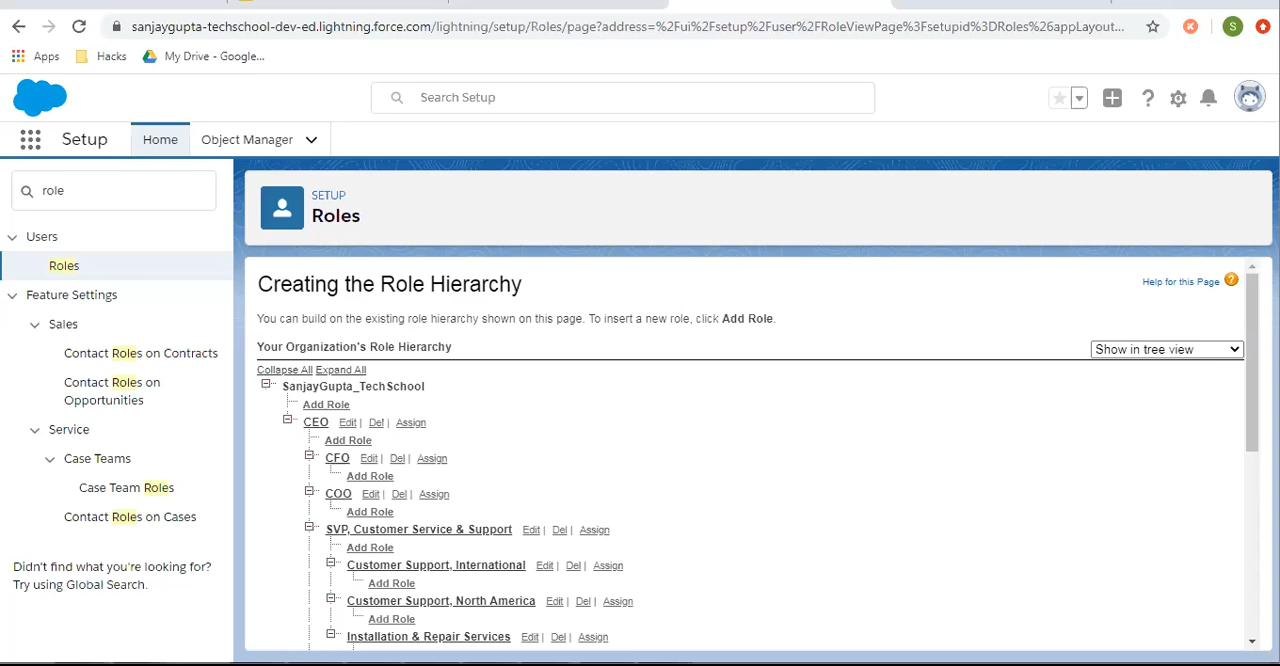 sanjaygupta-techschool-dev-ed.lightning.force.com/lightning/setup/Roles/page?address=%2Fui%2Fsetup%2Fuser%2FRoleViewPage%3Fsetupid%3DRoles%26appLayout...
S
Apps
Hacks
My Drive - Google...
Search Setup
Setup
Home
Object Manager
role
SETUP
Roles
Users
Roles
Feature Settings
Sales
Contact Roles on Contracts
Contact Roles on
Opportunities
Service
Case Teams
Case Team Roles
Contact Roles on Cases
Didn't find what you're looking for?
Try using Global Search.
Creating the Role Hierarchy
Help for this Page ?
You can build on the existing role hierarchy shown on this page. To insert a new role, click Add Role.
Your Organization's Role Hierarchy
Show in tree view
Collapse All Expand All
SanjayGupta_TechSchool
Add Role
CEO Edit | Del | Assign
Add Role
CFO Edit | Del | Assign
Add Role
COO Edit | Del | Assign
Add Role
SVP, Customer Service & Support Edit | Del | Assign
Add Role
Customer Support, International Edit | Del | Assign
Add Role
Customer Support, North America Edit | Del | Assign
Add Role
Installation & Repair Services Edit | Del | Assign